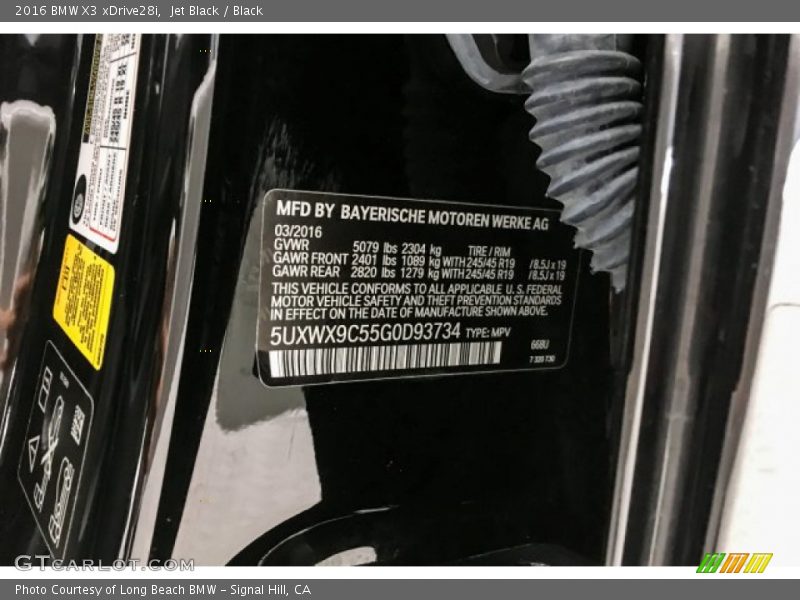 2016 BMW X3 xDrive28i,  Jet Black / Black
MFD BY BAYERISCHE MOTOREN WERKE AG
03/2016
GVWR 5079 lbs 2304 kg TIRE / RIM
GAWR FRONT 2401 lbs 1089 kg WITH 245/45 R19 / 8.5J x 19
GAWR REAR 2820 lbs 1279 kg WITH 245/45 R19 / 8.5J x 19
THIS VEHICLE CONFORMS TO ALL APPLICABLE U.S. FEDERAL
MOTOR VEHICLE SAFETY AND THEFT PREVENTION STANDARDS
IN EFFECT ON THE DATE OF MANUFACTURE SHOWN ABOVE.
5UXWX9C55G0D93734 TYPE: MPV
668U
7 320 730
GTcarlot.com
Photo Courtesy of Long Beach BMW – Signal Hill, CA